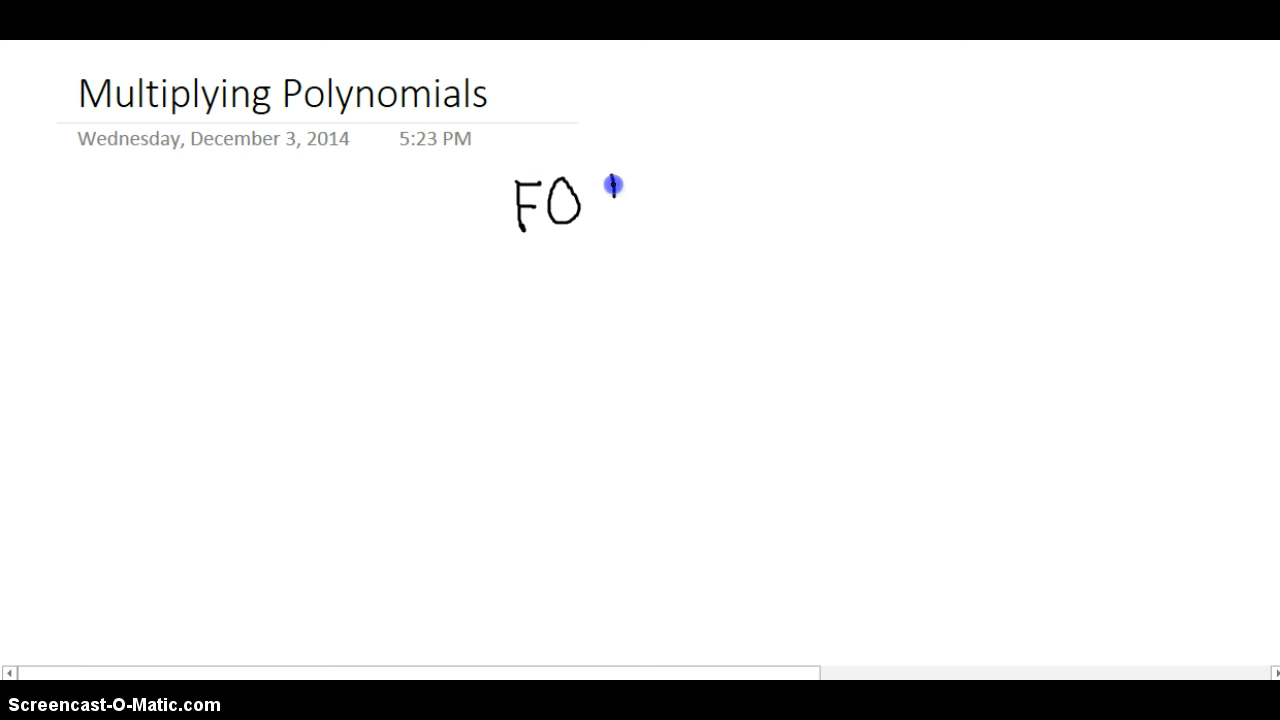 Multiplying Polynomials
Wednesday, December 3, 2014 5:23 PM
FO
Screencast-O-Matic.com